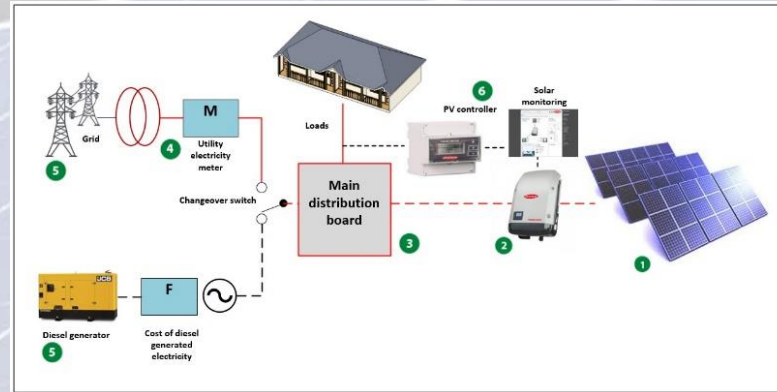 6
Solar
monitoring
PV controller
M
Grid
Loads
5
4
Utility
electricity
meter
Changeover switch
Main
distribution
board
3
2
1
JCB
F
Diesel generator
5
Cost of diesel
generated
electricity